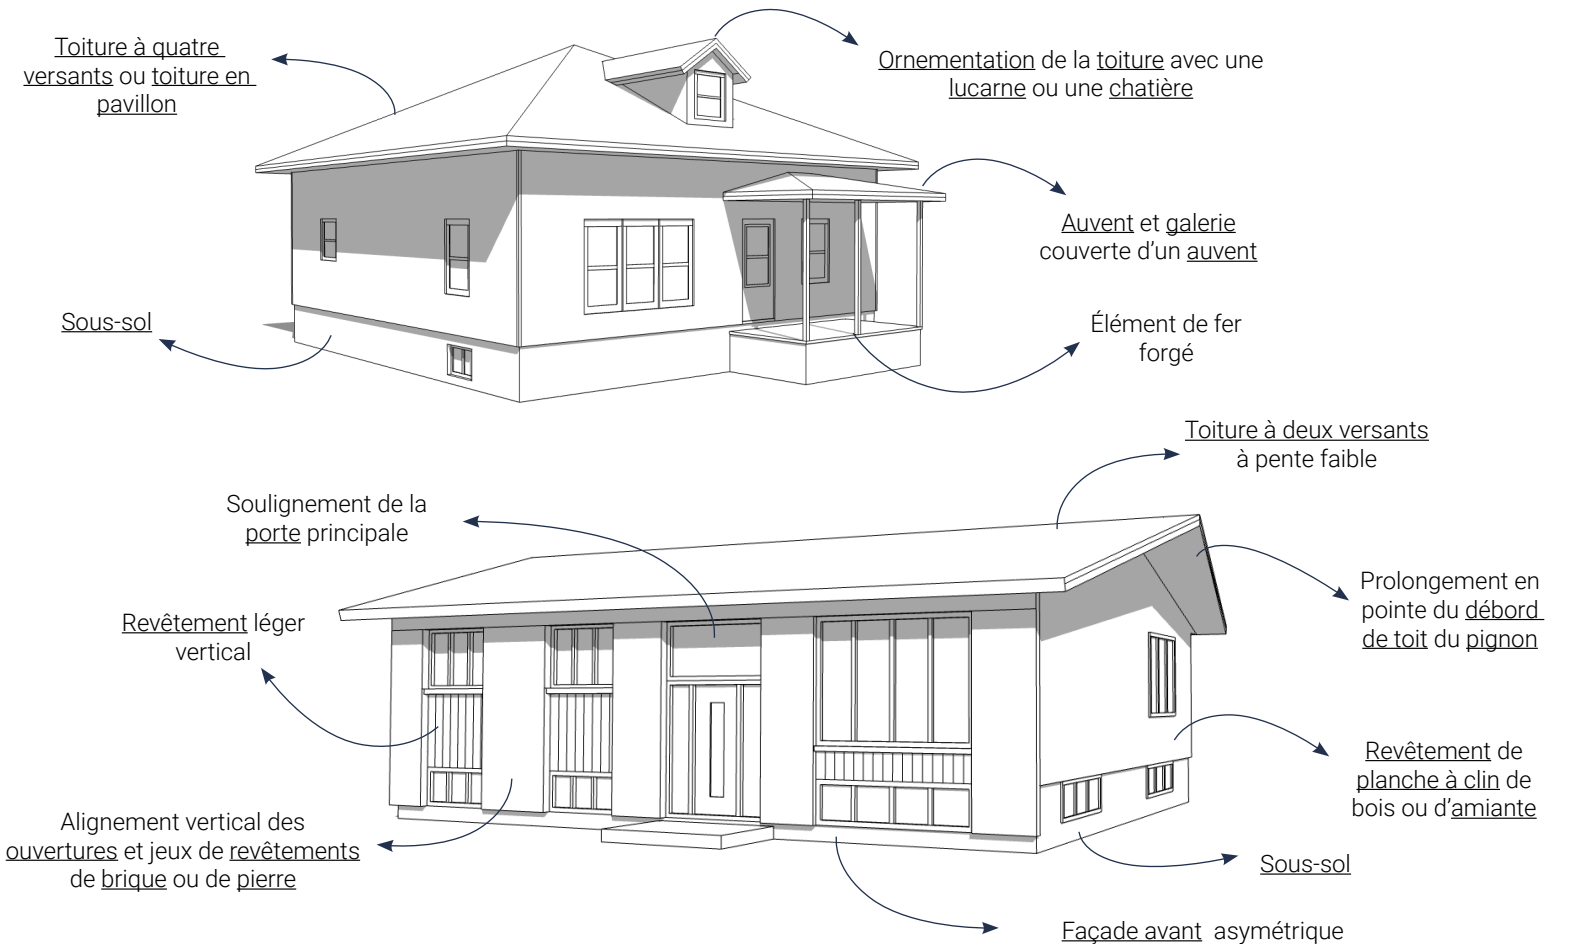 Toiture à quatre
versants ou toiture en
pavillon
Ornementation de la toiture avec une
lucarne ou une chatière
Auvent et galerie
couverte d'un auvent
Sous-sol
Élément de fer
forgé
Toiture à deux versants
à pente faible
Soulignement de la
porte principale
Prolongement en
pointe du débord
de toit du pignon
Revêtement léger
vertical
Revêtement de
planche à clin de
bois ou d'amiante
Alignement vertical des
ouvertures et jeux de revêtements
de brique ou de pierre
Sous-sol
Façade avant asymétrique